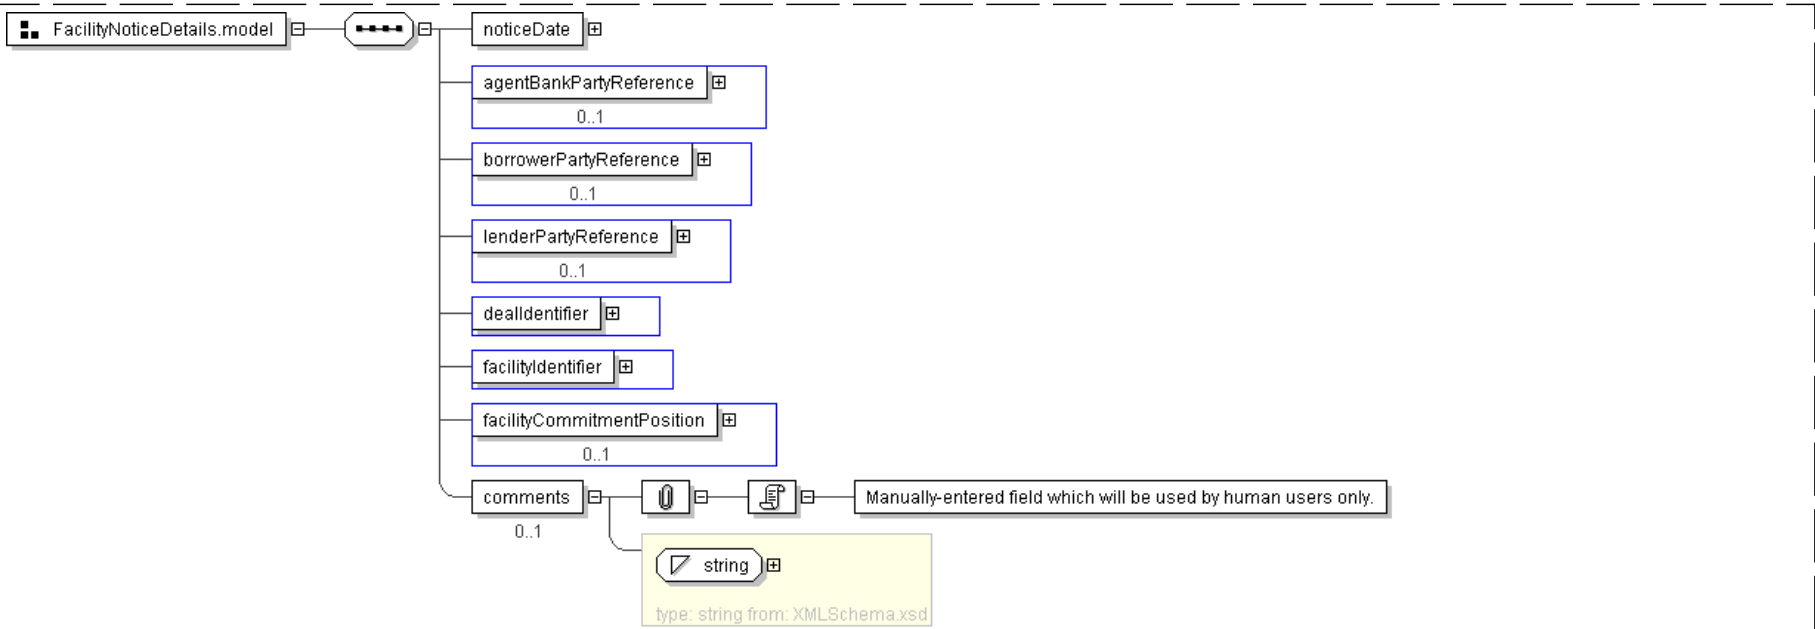 FacilityNoticeDetails.model
noticeDate
agentBankPartyReference
0..1
borrowerPartyReference
0..1
lenderPartyReference
0..1
dealIdentifier
facilityIdentifier
facilityCommitmentPosition
0..1
comments
Manually-entered field which will be used by human users only.
0..1
string
type: string from: XMLSchema.xsd